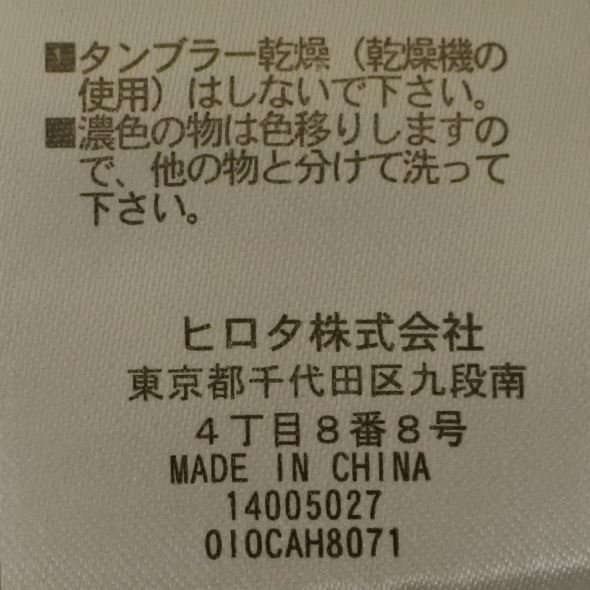 ■タンブラー乾燥（乾燥機の
使用）はしないで下さい。
■濃色の物は色移りしますの
で、他の物と分けて洗って
下さい。
ヒロタ株式会社
東京都千代田区九段南
４丁目８番８号
MADE IN CHINA
14005027
010CAH8071